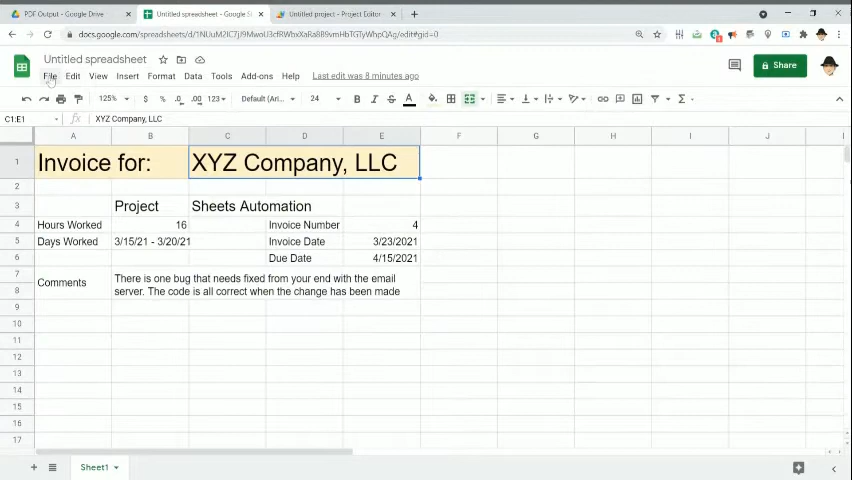 PDF Output - Google Drive
Untitled spreadsheet - Google S
Untitled project - Project Editor
docs.google.com/spreadsheets/d/1NUuM2IC7jJ9MwoU3cfRWbxXaRa8B9vmHbTGTVyrOlAg/edit#gid=0
Untitled spreadsheet
File Edit View Insert Format Data Tools Add-ons Help Last edit was 8 minutes ago
Share
125% $ % .0 .00 123 Default (Ari... 24 B I S A
C1:E1 fx XYZ Company, LLC
A B C D E F G H I J
1 Invoice for: XYZ Company, LLC
2
3 Project Sheets Automation
4 Hours Worked 16 Invoice Number 4
5 Days Worked 3/15/21 - 3/20/21 Invoice Date 3/23/2021
6 Due Date 4/15/2021
7 There is one bug that needs fixed from your end with the email
Comments
8 server. The code is all correct when the change has been made
9
10
11
12
13
14
15
16
17
Sheet1